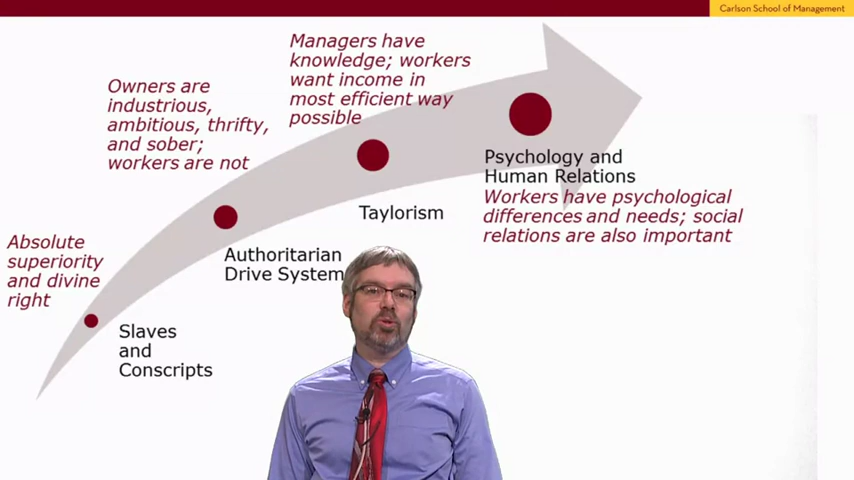 Carlson School of Management
Managers have
knowledge; workers
want income in
most efficient way
possible
Owners are
industrious,
ambitious, thrifty,
and sober;
workers are not
Psychology and
Human Relations
Workers have psychological
differences and needs; social
relations are also important
Taylorism
Absolute
superiority
and divine
right
Authoritarian
Drive System
Slaves
and
Conscripts